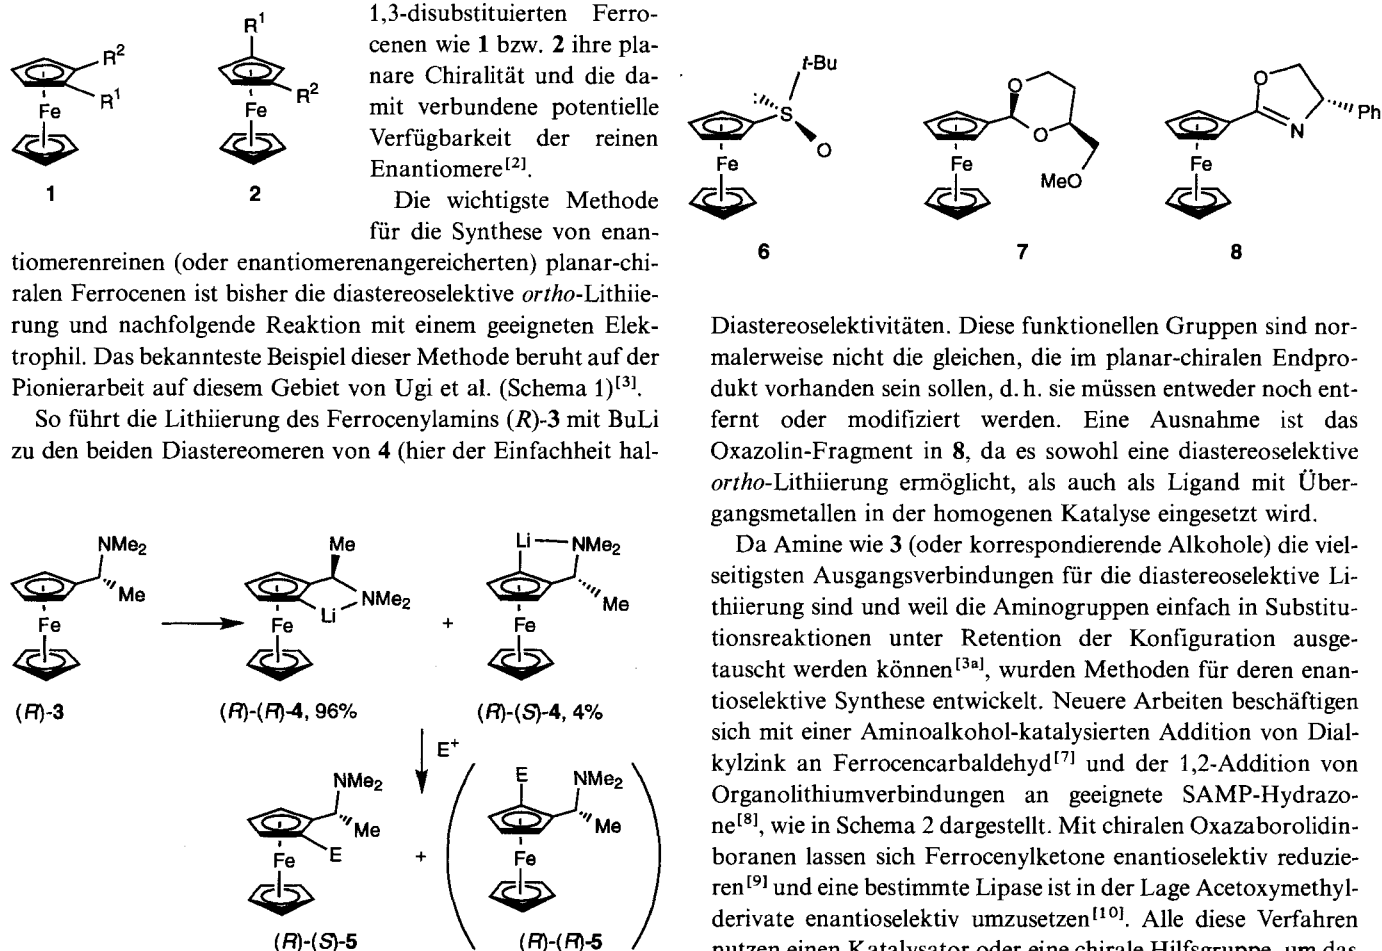 R²
R¹
Fe
1
R¹
R²
Fe
2
1,3-disubstituierten Ferro-
cenen wie 1 bzw. 2 ihre pla-
nare Chiralität und die da-
mit verbundene potentielle
Verfügbarkeit der reinen
Enantiomere[2].
Die wichtigste Methode
für die Synthese von enan-
tiomerenreinen (oder enantiomerenangereicherten) planar-chi-
ralen Ferrocenen ist bisher die diastereoselektive ortho-Lithiie-
rung und nachfolgende Reaktion mit einem geeigneten Elek-
trophil. Das bekannteste Beispiel dieser Methode beruht auf der
Pionierarbeit auf diesem Gebiet von Ugi et al. (Schema 1)[3].
So führt die Lithiierung des Ferrocenylamins (R)-3 mit BuLi
zu den beiden Diastereomeren von 4 (hier der Einfachheit hal-
NMe₂
Me
Fe
(R)-3
Me
NMe₂
Li
Fe
(R)-(R)-4, 96%
+
Li
NMe₂
Me
Fe
(R)-(S)-4, 4%
E⁺
NMe₂
Me
E
Fe
(R)-(S)-5
+
E
NMe₂
Me
Fe
(R)-(R)-5
t-Bu
:
S
O
Fe
6
O
O
MeO
Fe
7
O
N
Ph
Fe
8
Diastereoselektivitäten. Diese funktionellen Gruppen sind nor-
malerweise nicht die gleichen, die im planar-chiralen Endpro-
dukt vorhanden sein sollen, d. h. sie müssen entweder noch ent-
fernt oder modifiziert werden. Eine Ausnahme ist das
Oxazolin-Fragment in 8, da es sowohl eine diastereoselektive
ortho-Lithiierung ermöglicht, als auch als Ligand mit Über-
gangsmetallen in der homogenen Katalyse eingesetzt wird.
Da Amine wie 3 (oder korrespondierende Alkohole) die viel-
seitigsten Ausgangsverbindungen für die diastereoselektive Li-
thiierung sind und weil die Aminogruppen einfach in Substitu-
tionsreaktionen unter Retention der Konfiguration ausge-
tauscht werden können[3a], wurden Methoden für deren enan-
tioselektive Synthese entwickelt. Neuere Arbeiten beschäftigen
sich mit einer Aminoalkohol-katalysierten Addition von Dial-
kylzink an Ferrocencarbaldehyd[7] und der 1,2-Addition von
Organolithiumverbindungen an geeignete SAMP-Hydrazo-
ne[8], wie in Schema 2 dargestellt. Mit chiralen Oxazaborolidin-
boranen lassen sich Ferrocenylketone enantioselektiv reduzie-
ren[9] und eine bestimmte Lipase ist in der Lage Acetoxymethyl-
derivate enantioselektiv umzusetzen[10]. Alle diese Verfahren
nutzen einen Katalysator oder eine chirale Hilfsgruppe, um das